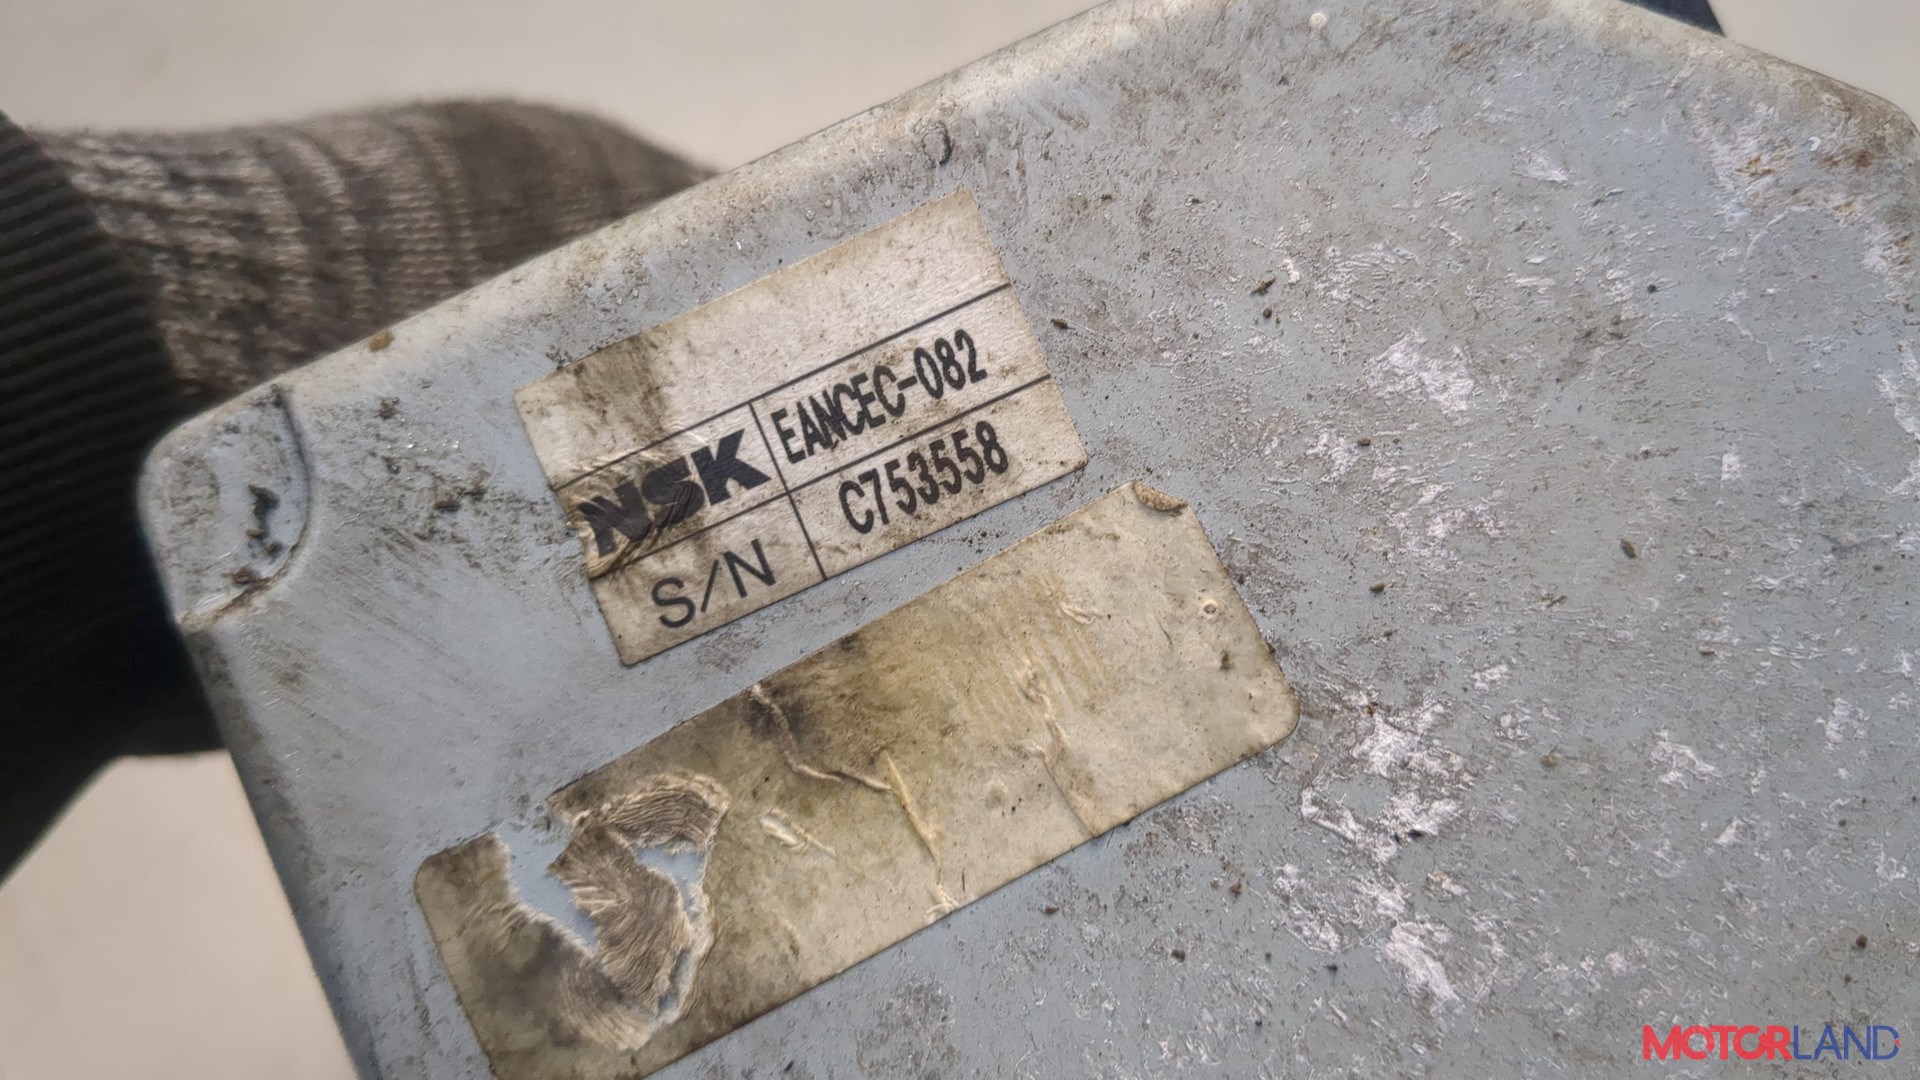 NSK EANCEC-082
S/N C753558
MOTORLAND